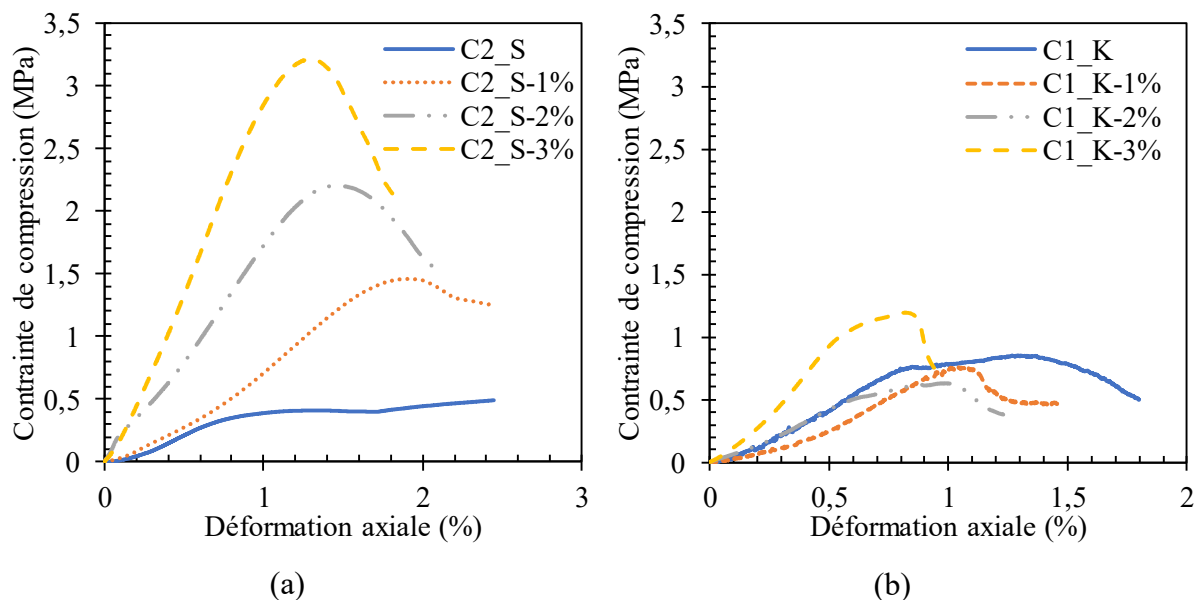 Contrainte de compression (MPa)
3,5
3
2,5
2
1,5
1
0,5
0
C2_S
C2_S-1%
C2_S-2%
C2_S-3%
0 1 2 3
Déformation axiale (%)
(a)
Contrainte de compression (MPa)
3,5
3
2,5
2
1,5
1
0,5
0
C1_K
C1_K-1%
C1_K-2%
C1_K-3%
0 0,5 1 1,5 2
Déformation axiale (%)
(b)